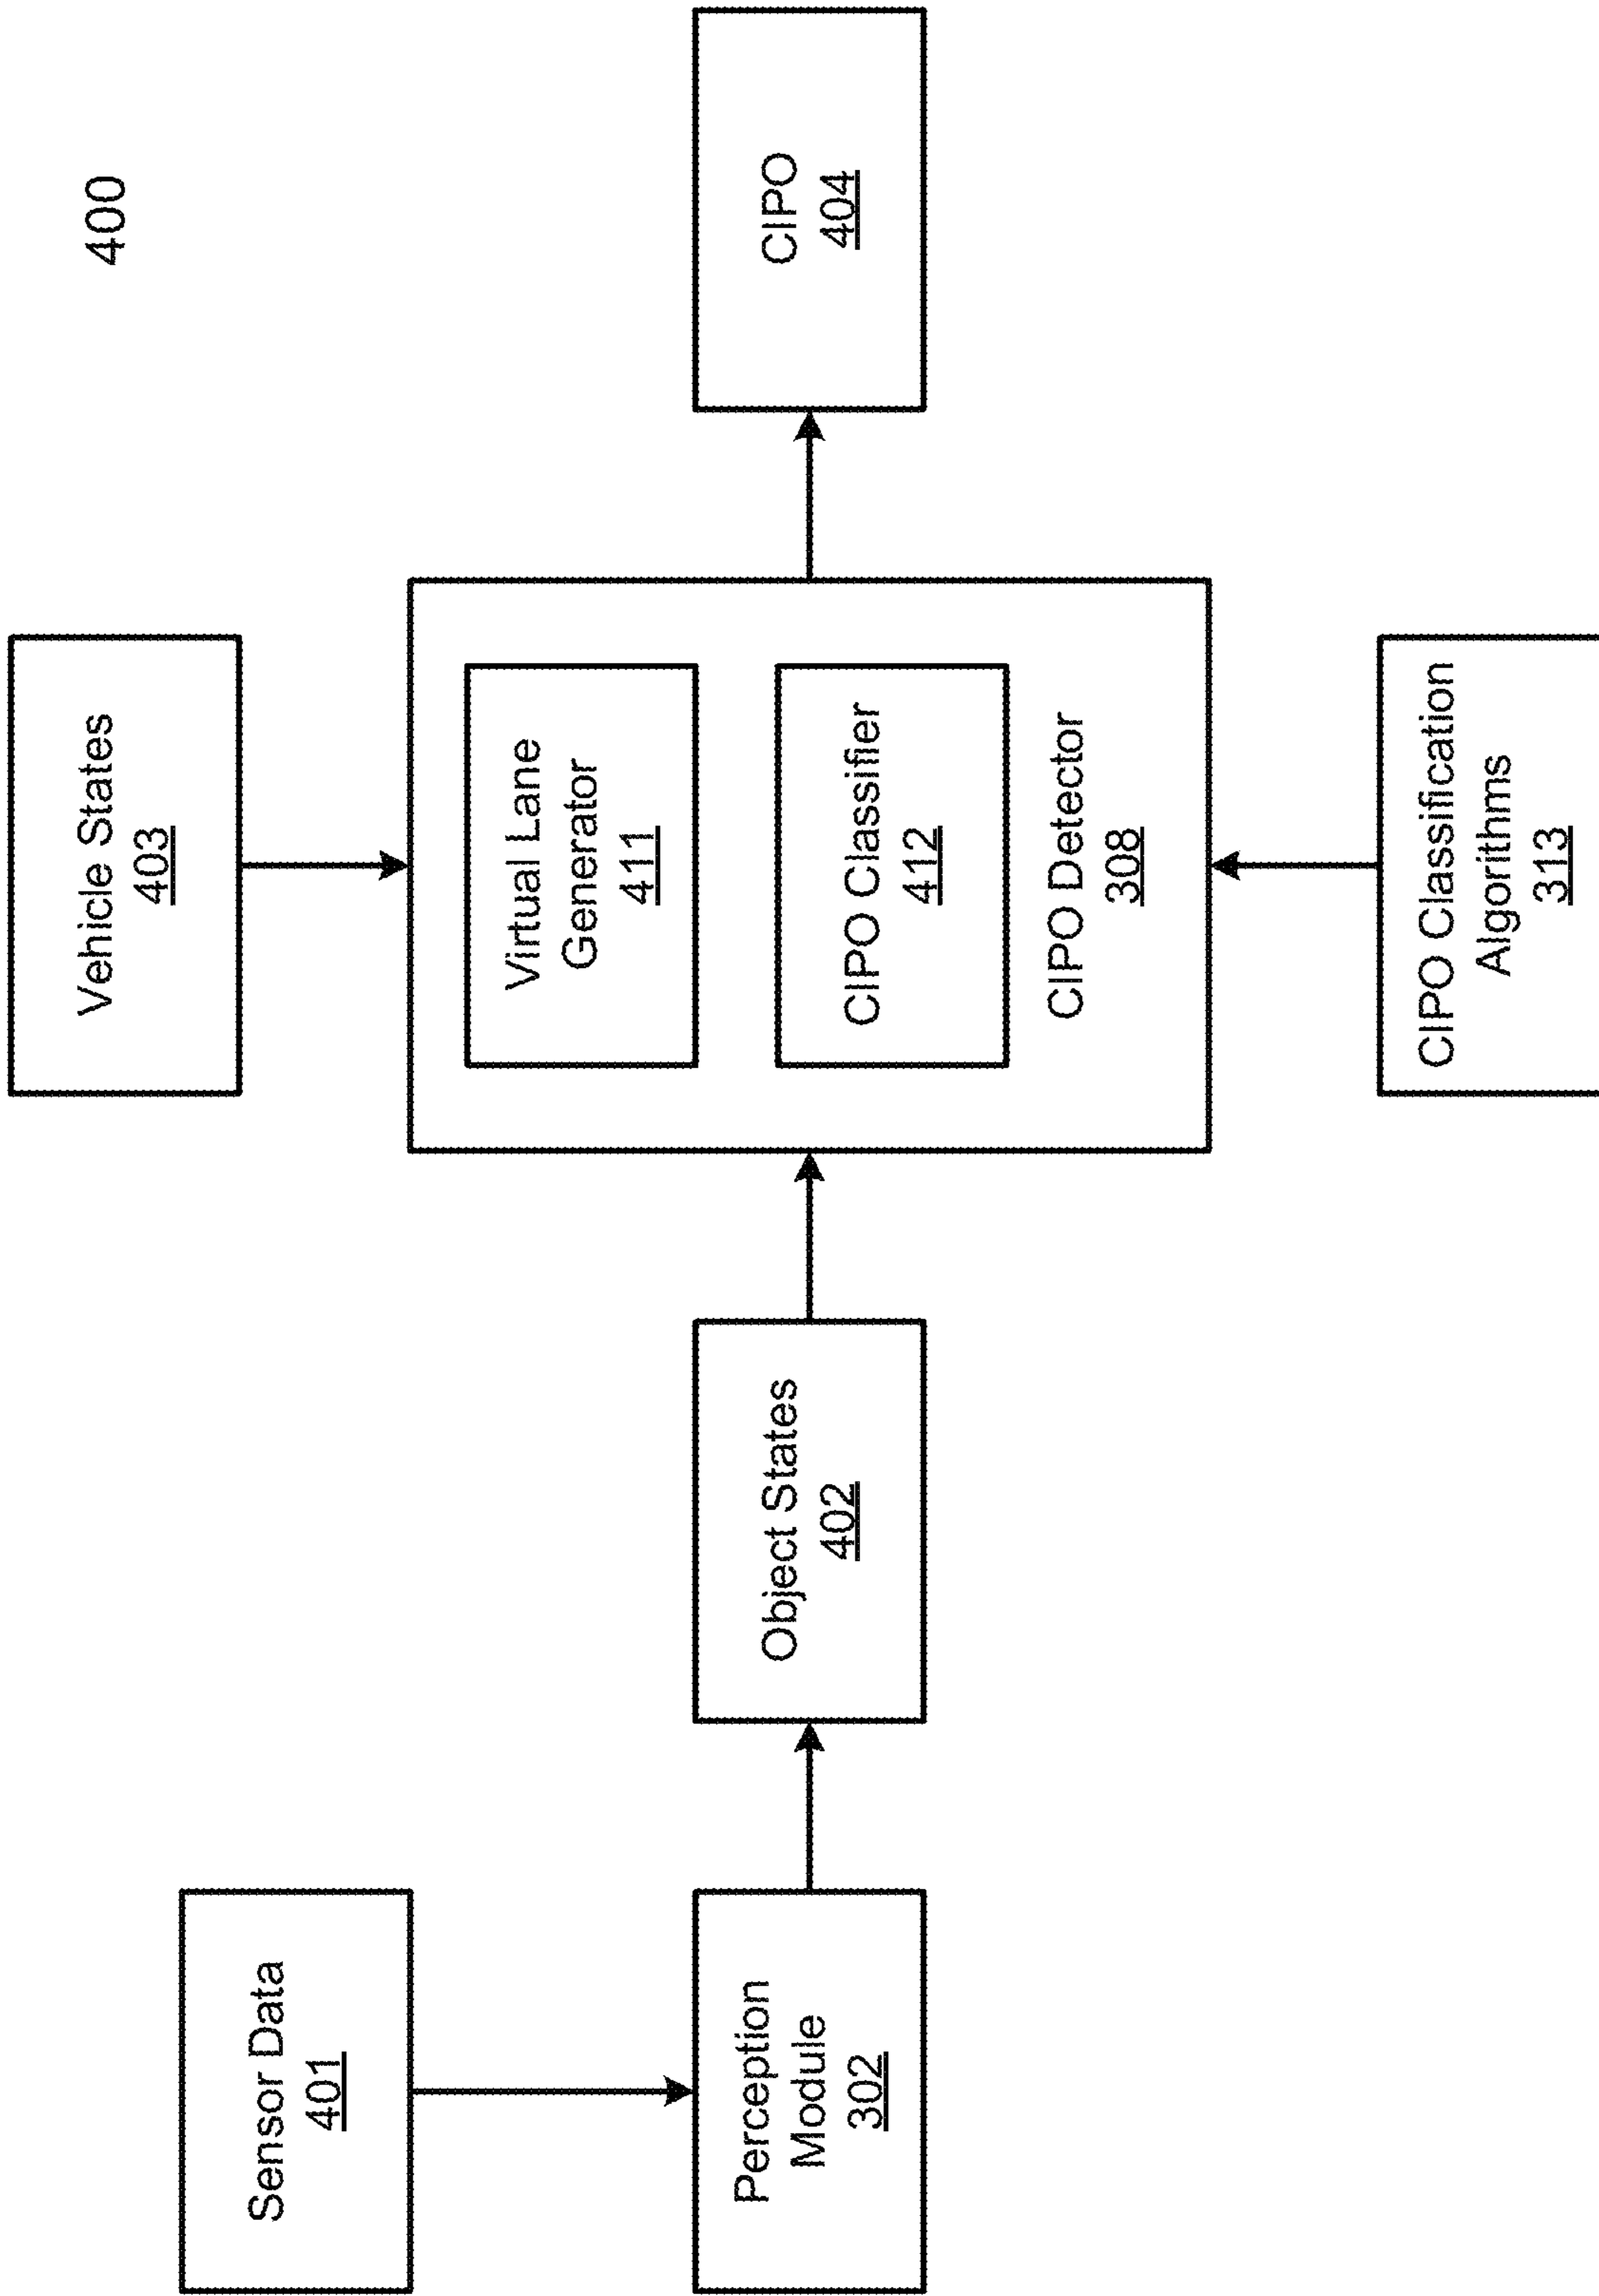 400
Vehicle States
403
Sensor Data
401
Virtual Lane
Generator
411
Perception
Module
302
Object States
402
CIPO Classifier
412
CIPO Detector
308
CIPO
404
CIPO Classification
Algorithms
313